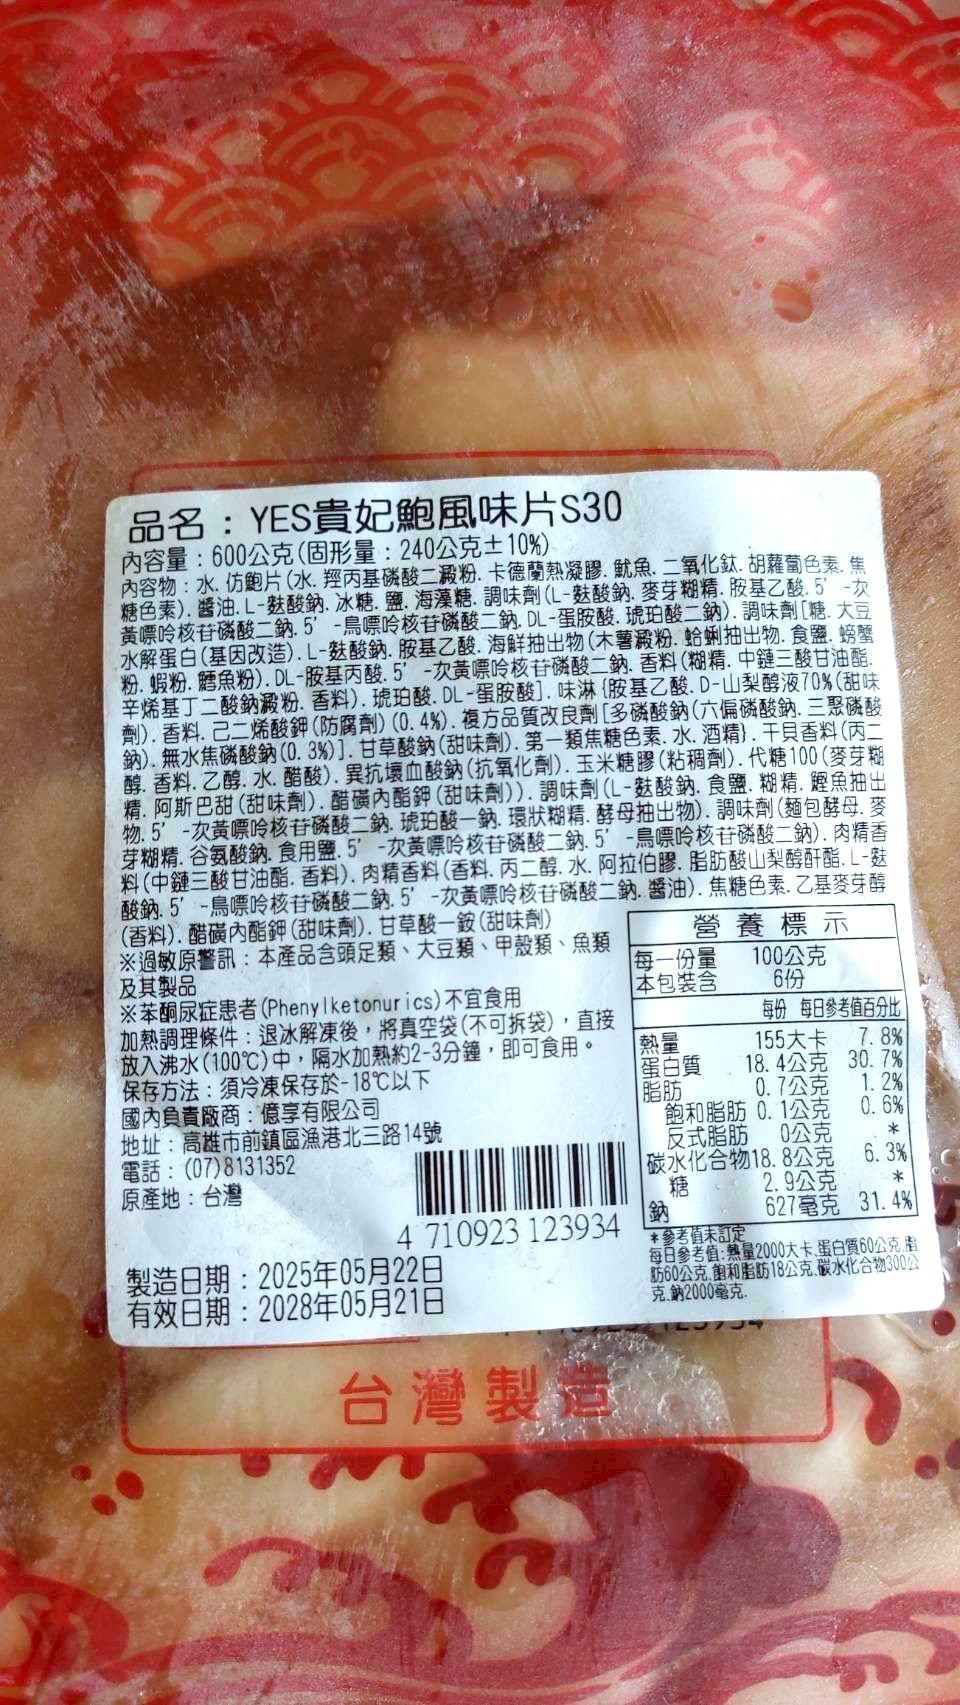 品名：YES貴妃鮑風味片S30
內容量：600公克(固形量：240公克±10%)
內容物：水. 仿鮑片(水. 羥丙基磷酸二澱粉. 卡德蘭熱凝膠. 魷魚. 二氧化鈦. 胡蘿蔔色素. 焦
糖色素). 醬油. L-麩酸鈉. 冰糖. 鹽. 海藻糖. 調味劑(L-麩酸鈉. 麥芽糊精. 胺基乙酸. 5' -次
黃嘌呤核苷磷酸二鈉. 5' -鳥嘌呤核苷磷酸二鈉. DL-蛋胺酸. 琥珀酸二鈉). 調味劑[糖. 大豆
水解蛋白(基因改造). L-麩酸鈉. 胺基乙酸. 海鮮抽出物(木薯澱粉. 蛤蜊抽出物. 食鹽. 螃蟹
粉. 蝦粉. 鱈魚粉). DL-胺基丙酸. 5' -次黃嘌呤核苷磷酸二鈉. 香料(糊精. 中鏈三酸甘油酯.
辛烯基丁二酸鈉澱粉. 香料). 琥珀酸. DL-蛋胺酸]. 味淋{胺基乙酸. D-山梨醇液70%(甜味
劑). 香料. 己二烯酸鉀(防腐劑)(0.4%). 複方品質改良劑[多磷酸鈉(六偏磷酸鈉. 三聚磷酸
鈉). 無水焦磷酸鈉(0.3%)]. 甘草酸鈉(甜味劑). 第一類焦糖色素. 水. 酒精}. 干貝香料(丙二
醇. 香料. 乙醇. 水. 醋酸). 異抗壞血酸鈉(抗氧化劑). 玉米糖膠(粘稠劑). 代糖100(麥芽糊
精. 阿斯巴甜(甜味劑). 醋磺內酯鉀(甜味劑)). 調味劑(L-麩酸鈉. 食鹽. 糊精. 鰹魚抽出
物. 5' -次黃嘌呤核苷磷酸二鈉. 琥珀酸一鈉. 環狀糊精. 酵母抽出物). 調味劑(麵包酵母. 麥
芽糊精. 谷氨酸鈉. 食用鹽. 5' -次黃嘌呤核苷磷酸二鈉. 5' -鳥嘌呤核苷磷酸二鈉). 肉精香
料(中鏈三酸甘油酯. 香料). 肉精香料(香料. 丙二醇. 水. 阿拉伯膠. 脂肪酸山梨醇酐酯. L-麩
酸鈉. 5' -鳥嘌呤核苷磷酸二鈉. 5' -次黃嘌呤核苷磷酸二鈉. 醬油). 焦糖色素. 乙基麥芽醇
(香料). 醋磺內酯鉀(甜味劑). 甘草酸一銨(甜味劑)
※過敏原警訊：本產品含頭足類、大豆類、甲殼類、魚類
及其製品
※苯酮尿症患者(Phenylketonurics)不宜食用
加熱調理條件：退冰解凍後，將真空袋(不可拆袋)，直接
放入沸水(100℃)中，隔水加熱約2-3分鐘，即可食用。
保存方法：須冷凍保存於-18℃以下
國內負責廠商：億享有限公司
地址：高雄市前鎮區漁港北三路14號
電話：(07)8131352
原產地：台灣
4 710923 123934
製造日期：2025年05月22日
有效日期：2028年05月21日
營養標示
每一份量 100公克
本包裝含 6份
每份 每日參考值百分比
熱量 155大卡 7.8%
蛋白質 18.4公克 30.7%
脂肪 0.7公克 1.2%
飽和脂肪 0.1公克 0.6%
反式脂肪 0公克 *
碳水化合物18.8公克 6.3%
糖 2.9公克 *
鈉 627毫克 31.4%
*參考值未訂定
每日參考值:熱量2000大卡.蛋白質60公克.脂
肪60公克.飽和脂肪18公克.碳水化合物300公
克.鈉2000毫克.
台灣製造